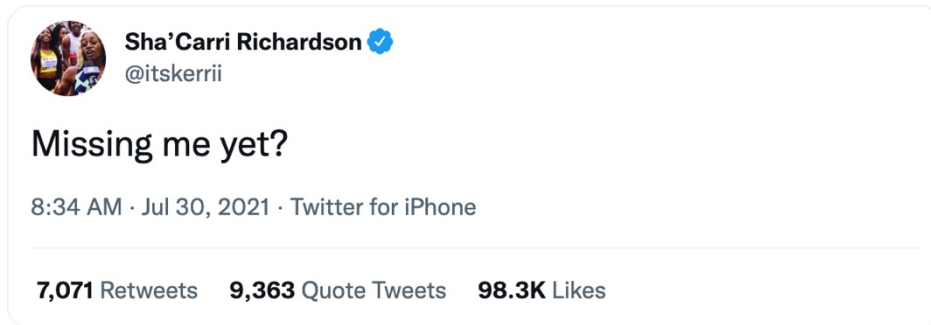 Sha’Carri Richardson
@itskerrii
Missing me yet?
8:34 AM · Jul 30, 2021 · Twitter for iPhone
7,071 Retweets 9,363 Quote Tweets 98.3K Likes